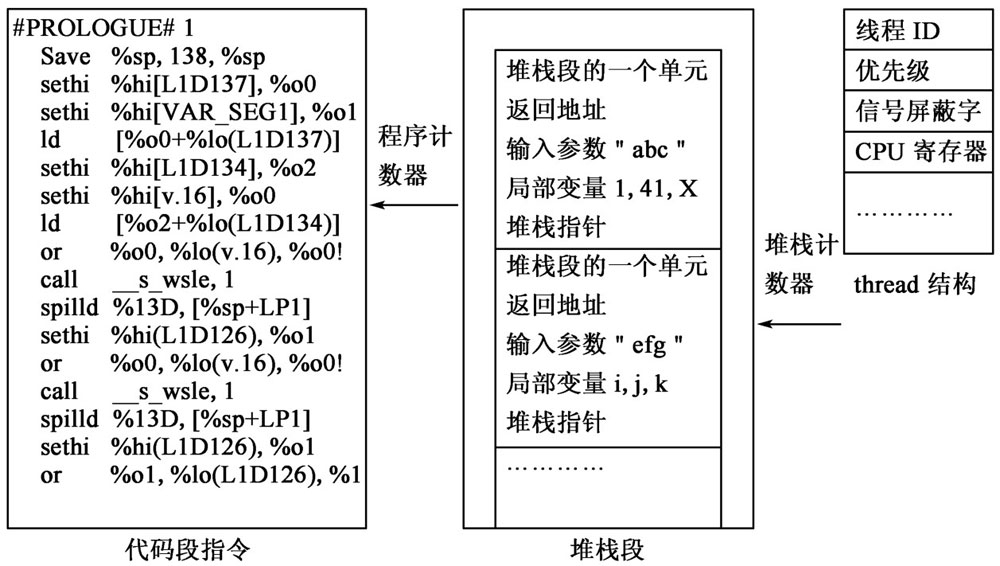 #PROLOGUE# 1
Save %sp, 138, %sp
sethi %hi[L1D137], %o0
sethi %hi[VAR_SEG1], %o1
ld [%o0+%lo(L1D137)]
sethi %hi[L1D134], %o2
sethi %hi[v.16], %o0
ld [%o2+%lo(L1D134)]
or %o0, %lo(v.16), %o0!
call __s_wsle, 1
spilld %13D, [%sp+LP1]
sethi %hi(L1D126), %o1
or %o0, %lo(v.16), %o0!
call __s_wsle, 1
spilld %13D, [%sp+LP1]
sethi %hi(L1D126), %o1
or %o1, %lo(L1D126), %1
代码段指令
程序计
数器
堆栈段的一个单元
返回地址
输入参数 " abc "
局部变量 1, 41, X
堆栈指针
堆栈段的一个单元
返回地址
输入参数 " efg "
局部变量 i, j, k
堆栈指针
…………
堆栈段
堆栈计
数器
线程 ID
优先级
信号屏蔽字
CPU 寄存器
…………
thread 结构